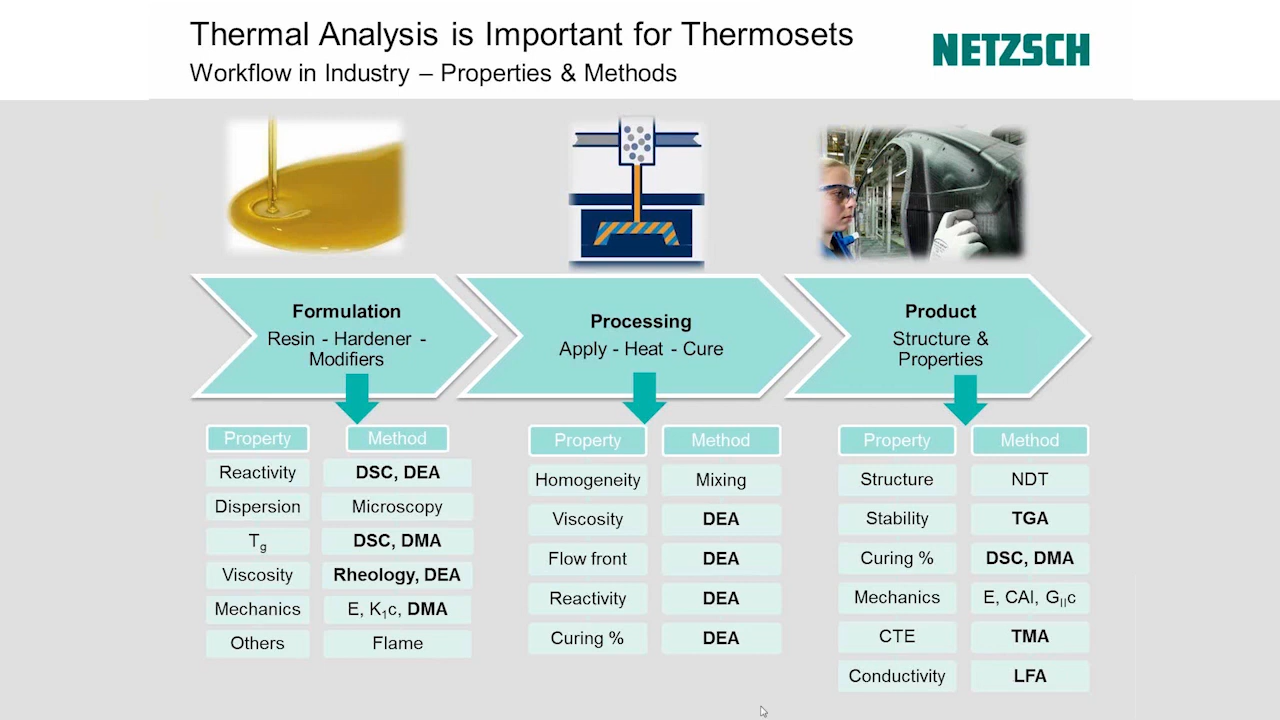 Thermal Analysis is Important for Thermosets
NETZSCH
Workflow in Industry – Properties & Methods
Formulation
Resin - Hardener -
Modifiers
Processing
Apply - Heat - Cure
Product
Structure &
Properties
Property Method
Reactivity DSC, DEA
Dispersion Microscopy
Tg DSC, DMA
Viscosity Rheology, DEA
Mechanics E, K1c, DMA
Others Flame
Property Method
Homogeneity Mixing
Viscosity DEA
Flow front DEA
Reactivity DEA
Curing % DEA
Property Method
Structure NDT
Stability TGA
Curing % DSC, DMA
Mechanics E, CAI, GIIc
CTE TMA
Conductivity LFA